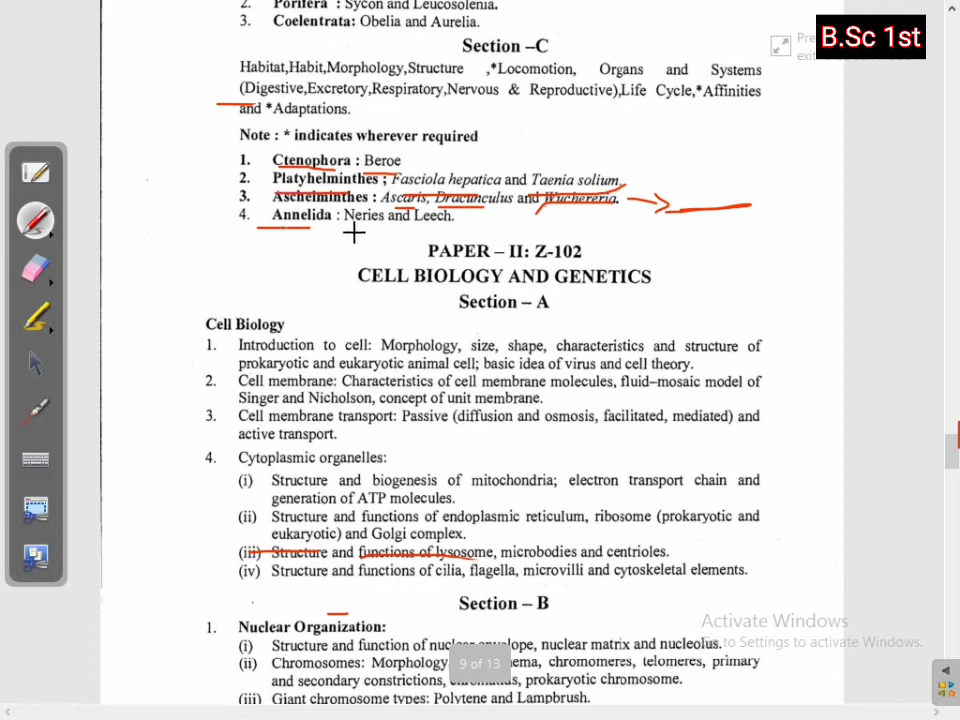 2. Porifera : Sycon and Leucosolenia.
3. Coelentrata: Obelia and Aurelia.
B.Sc 1st
Section –C
Habitat,Habit,Morphology,Structure ,*Locomotion, Organs and Systems
(Digestive,Excretory,Respiratory,Nervous & Reproductive),Life Cycle,*Affinities
and *Adaptations.
Note : * indicates wherever required
1. Ctenophora : Beroe
2. Platyhelminthes ; Fasciola hepatica and Taenia solium.
3. Aschelminthes : Ascaris, Dracunculus and Wuchereria.
4. Annelida : Neries and Leech.
PAPER – II: Z-102
CELL BIOLOGY AND GENETICS
Section – A
Cell Biology
1. Introduction to cell: Morphology, size, shape, characteristics and structure of
prokaryotic and eukaryotic animal cell; basic idea of virus and cell theory.
2. Cell membrane: Characteristics of cell membrane molecules, fluid–mosaic model of
Singer and Nicholson, concept of unit membrane.
3. Cell membrane transport: Passive (diffusion and osmosis, facilitated, mediated) and
active transport.
4. Cytoplasmic organelles:
(i) Structure and biogenesis of mitochondria; electron transport chain and
generation of ATP molecules.
(ii) Structure and functions of endoplasmic reticulum, ribosome (prokaryotic and
eukaryotic) and Golgi complex.
(iii) Structure and functions of lysosome, microbodies and centrioles.
(iv) Structure and functions of cilia, flagella, microvilli and cytoskeletal elements.
Section – B
Activate Windows
Go to Settings to activate Windows.
1. Nuclear Organization:
(i) Structure and function of nuclear envelope, nuclear matrix and nucleolus.
(ii) Chromosomes: Morphology, chromomeres, telomeres, primary
and secondary constrictions, prokaryotic chromosome.
9 of 13
(iii) Giant chromosome types: Polytene and Lampbrush.